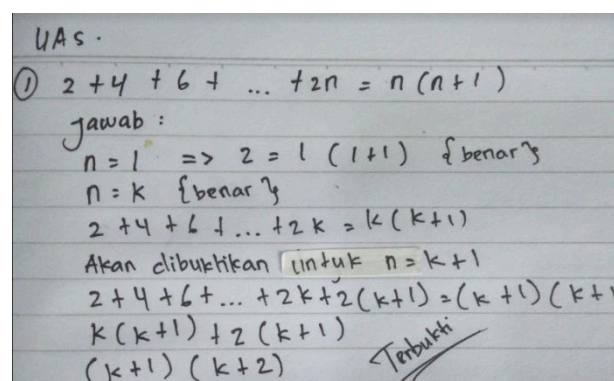 UAS.
① 2 + 4 + 6 + ... + 2n = n (n+1)
Jawab :
n = 1 => 2 = 1 (1+1) {benar}
n = k {benar}
2 + 4 + 6 + ... + 2k = k (k+1)
Akan dibuktikan untuk n = k+1
2 + 4 + 6 + ... + 2k + 2 (k+1) = (k+1) (k+1
k (k+1) + 2 (k+1)
(k+1) (k+2) Terbukti